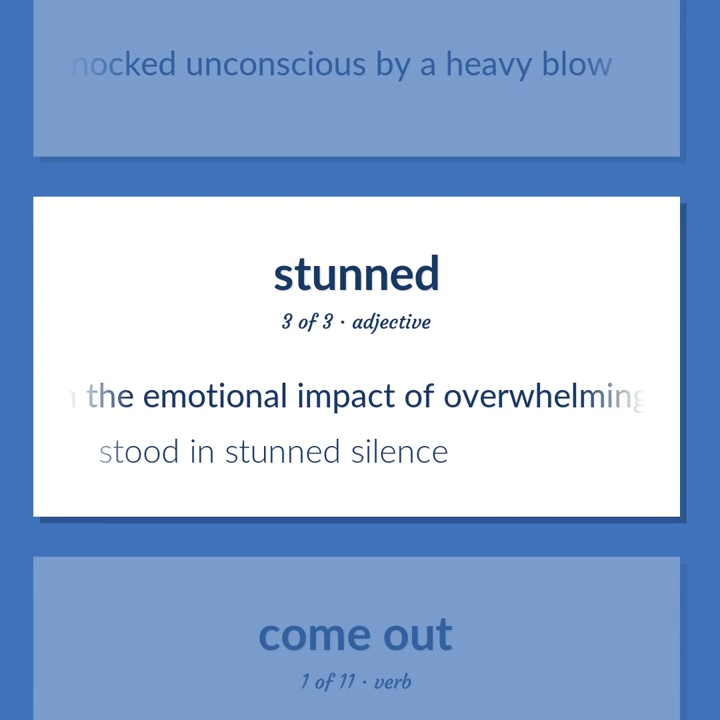 nocked unconscious by a heavy blow
stunned
3 of 3 · adjective
the emotional impact of overwhelming
stood in stunned silence
come out
1 of 11 · verb